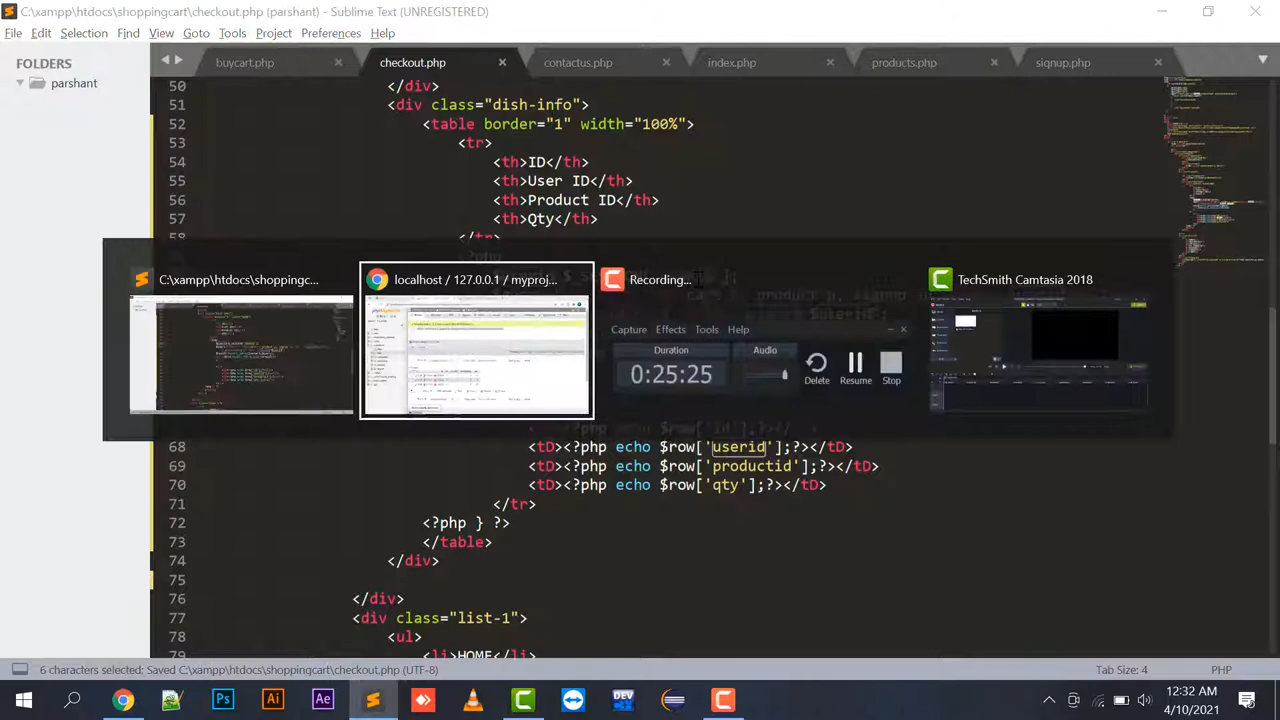 C:\xampp\htdocs\shoppingcart\checkout.php (parshant) - Sublime Text (UNREGISTERED)
File Edit Selection Find View Goto Tools Project Preferences Help
FOLDERS
parshant
buycart.php
checkout.php
contactus.php
index.php
products.php
signup.php
50 </div>
51 <div class="dish-info">
52 <table border="1" width="100%">
53 <tr>
54 <th>ID</th>
55 <th>User ID</th>
56 <th>Product ID</th>
57 <th>Qty</th>
58 </tr>
C:\xampp\htdocs\shoppingc...
localhost / 127.0.0.1 / myproj...
Recording...
TechSmith Camtasia 2018
Capture Effects Tools Help
Duration
Audio
0:25:25
Delete
Stop
68 <tD><?php echo $row['userid'];?></tD>
69 <tD><?php echo $row['productid'];?></tD>
70 <tD><?php echo $row['qty'];?></tD>
71 </tr>
72 <?php } ?>
73 </table>
74 </div>
75
76 </div>
77 <div class="list-1">
78 <ul>
79 <li>HOME</li>
6 characters selected; Saved C:\xampp\htdocs\shoppingcart\checkout.php (UTF-8)
Tab Size: 4
PHP
Ps
Ai
Ae
DEV
12:32 AM
4/10/2021